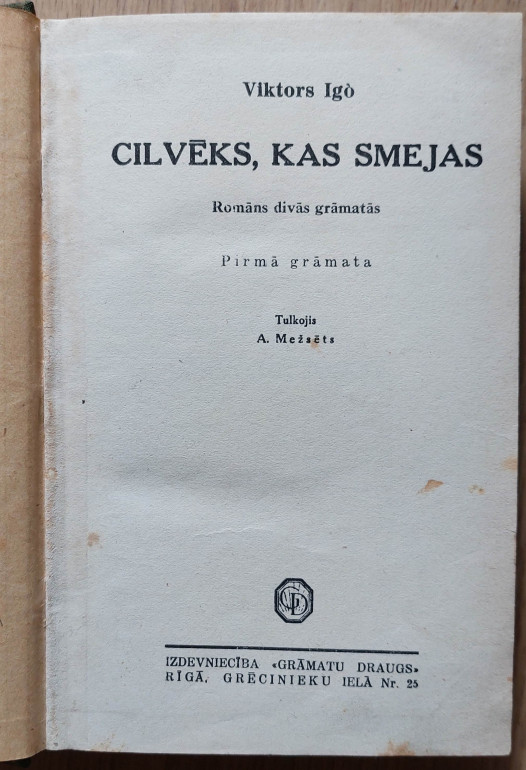 Viktors Igò
CILVĒKS, KAS SMEJAS
Romāns divās grāmatās
Pirmā grāmata
Tulkojis
A. Mežsēts
IZDEVNIECĪBA «GRĀMATU DRAUGS»
RĪGĀ, GRĒCINIEKU IELĀ Nr. 25